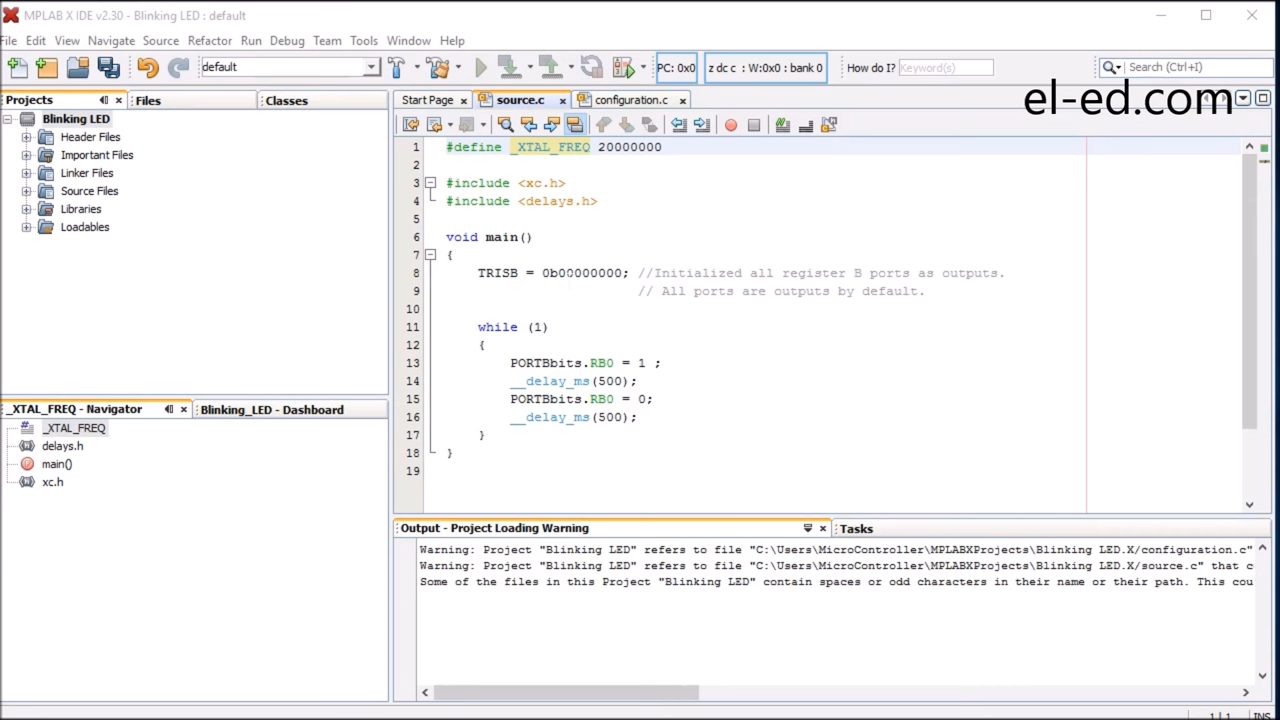 MPLAB X IDE v2.30 - Blinking LED : default
File Edit View Navigate Source Refactor Run Debug Team Tools Window Help
default PC: 0x0 z dc c : W:0x0 : bank 0 How do I? Keyword(s) Search (Ctrl+I)
el-ed.com
Projects Files Classes
Blinking LED
Header Files
Important Files
Linker Files
Source Files
Libraries
Loadables
_XTAL_FREQ - Navigator Blinking_LED - Dashboard
_XTAL_FREQ
delays.h
main()
xc.h
Start Page source.c configuration.c
1 #define _XTAL_FREQ 20000000
2
3 #include <xc.h>
4 #include <delays.h>
5
6 void main()
7 {
8 TRISB = 0b00000000; //Initialized all register B ports as outputs.
9 // All ports are outputs by default.
10
11 while (1)
12 {
13 PORTBbits.RB0 = 1 ;
14 __delay_ms(500);
15 PORTBbits.RB0 = 0;
16 __delay_ms(500);
17 }
18 }
19
Output - Project Loading Warning Tasks
Warning: Project "Blinking LED" refers to file "C:\Users\MicroController\MPLABXProjects\Blinking LED.X/configuration.c"
Warning: Project "Blinking LED" refers to file "C:\Users\MicroController\MPLABXProjects\Blinking LED.X/source.c" that c
Some of the files in this Project "Blinking LED" contain spaces or odd characters in their name or their path. This cou
1 | 1 INS